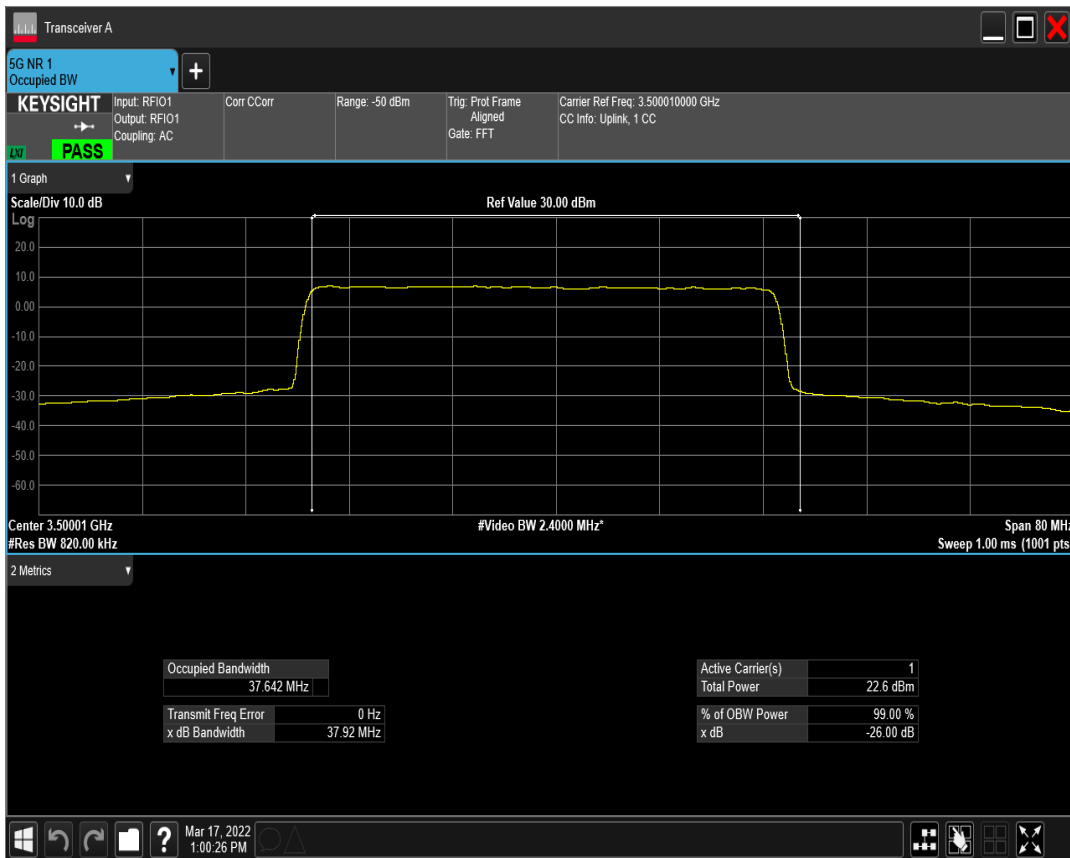 Transceiver A
5G NR 1
Occupied BW
+
KEYSIGHT
LXI
PASS
Input: RFIO1
Output: RFIO1
Coupling: AC
Corr CCorr
Range: -50 dBm
Trig: Prot Frame
Aligned
Gate: FFT
Carrier Ref Freq: 3.500010000 GHz
CC Info: Uplink, 1 CC
1 Graph
Scale/Div 10.0 dB
Ref Value 30.00 dBm
Log
20.0
10.0
0.00
-10.0
-20.0
-30.0
-40.0
-50.0
-60.0
Center 3.50001 GHz
#Video BW 2.4000 MHz*
Span 80 MHz
#Res BW 820.00 kHz
Sweep 1.00 ms (1001 pts
2 Metrics
Occupied Bandwidth
37.642 MHz
Transmit Freq Error 0 Hz
x dB Bandwidth 37.92 MHz
Active Carrier(s) 1
Total Power 22.6 dBm
% of OBW Power 99.00 %
x dB -26.00 dB
?
Mar 17, 2022
1:00:26 PM